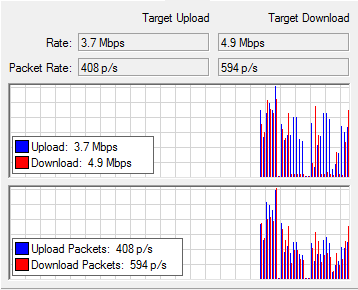 Target Upload Target Download
Rate: 3.7 Mbps 4.9 Mbps
Packet Rate: 408 p/s 594 p/s
Upload: 3.7 Mbps
Download: 4.9 Mbps
Upload Packets: 408 p/s
Download Packets: 594 p/s